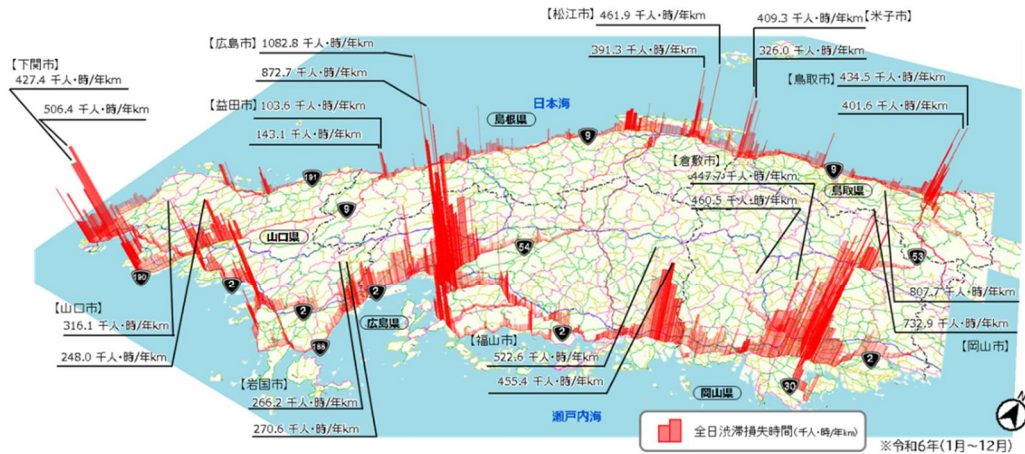 【下関市】
427.4 千人・時/年km
506.4 千人・時/年km
【広島市】1082.8 千人・時/年km
872.7 千人・時/年km
【益田市】103.6 千人・時/年km
143.1 千人・時/年km
【松江市】461.9 千人・時/年km
391.3 千人・時/年km
409.3 千人・時/年km【米子市】
326.0 千人・時/年km
【鳥取市】434.5 千人・時/年km
401.6 千人・時/年km
日本海
島根県
9
191
9
山口県
190
2
2
188
2
広島県
54
2
【倉敷市】
447.7 千人・時/年km
460.5 千人・時/年km
9
鳥取県
53
807.7 千人・時/年km
732.9 千人・時/年km
【岡山市】
2
30
岡山県
【山口市】
316.1 千人・時/年km
248.0 千人・時/年km
【岩国市】
266.2 千人・時/年km
270.6 千人・時/年km
【福山市】
522.6 千人・時/年km
455.4 千人・時/年km
瀬戸内海
全日渋滞損失時間(千人・時/年km)
※令和6年(1月～12月)